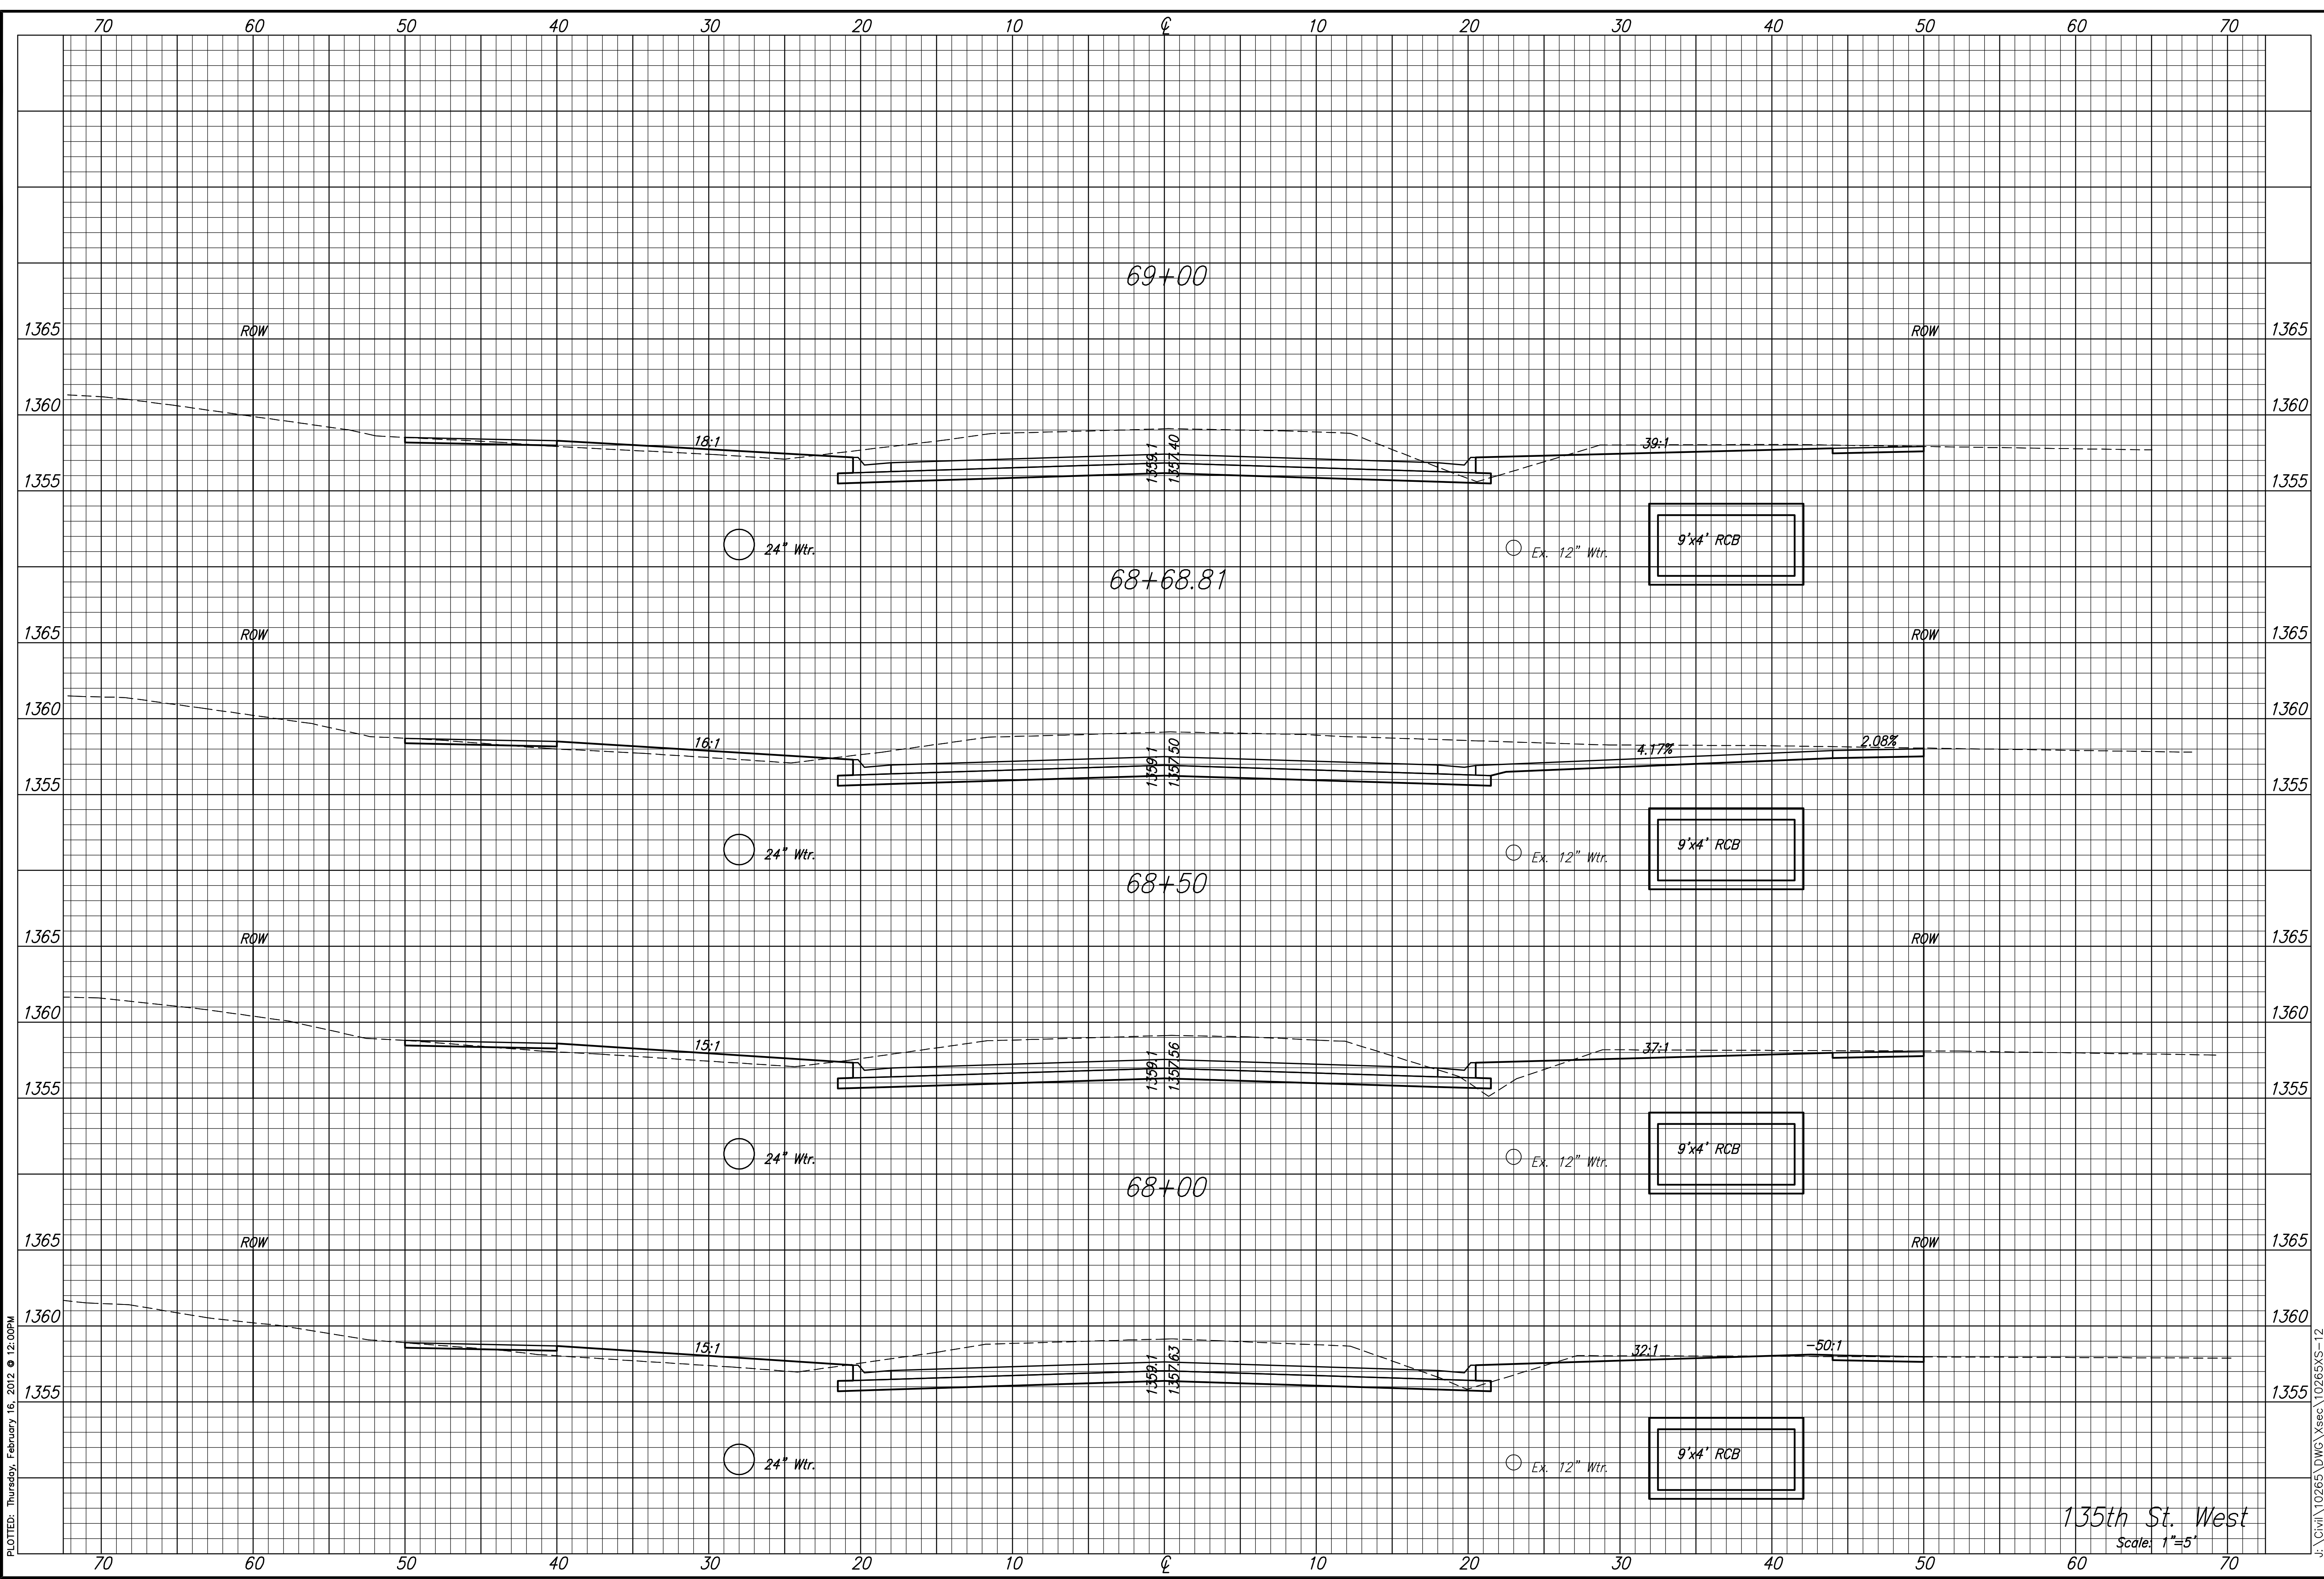 70 60 50 40 30 20 10 ℄ 10 20 30 40 50 60 70
69+00
1365 ROW ROW 1365
1360 1360
18:1 39:1
1359.1
1357.40
1355 1355
24" Wtr. Ex. 12" Wtr. 9'x4' RCB
68+68.81
1365 ROW ROW 1365
1360 1360
16:1 4.17% 2.08%
1359.1
1357.50
1355 1355
24" Wtr. Ex. 12" Wtr. 9'x4' RCB
68+50
1365 ROW ROW 1365
1360 1360
15:1 37:1
1359.1
1357.56
1355 1355
24" Wtr. Ex. 12" Wtr. 9'x4' RCB
68+00
1365 ROW ROW 1365
1360 1360
15:1 32:1 -50:1
1359.1
1357.63
1355 1355
24" Wtr. Ex. 12" Wtr. 9'x4' RCB
135th St. West
Scale: 1"=5'
70 60 50 40 30 20 10 ℄ 10 20 30 40 50 60 70
PLOTTED: Thursday, February 16, 2012 @ 12:00PM
J:\Civil\10265\DWG\Xsec\10265XS-12